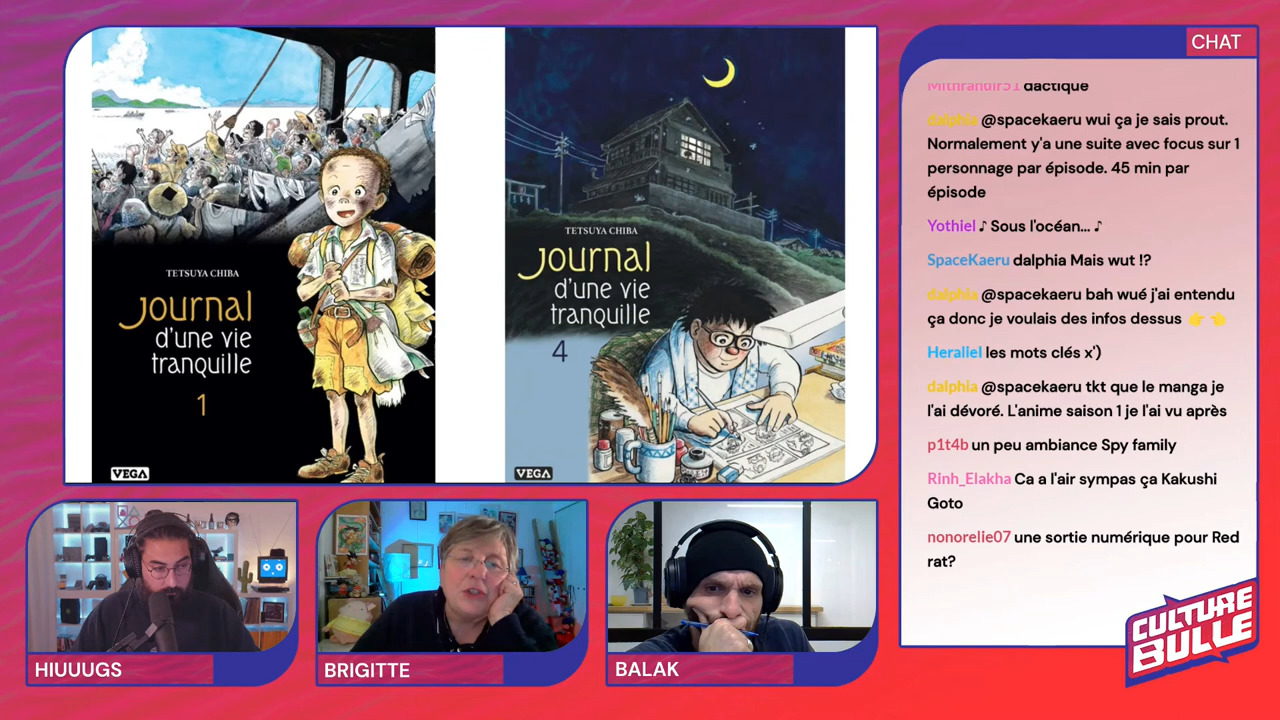 TETSUYA CHIBA
Journal
d'une vie
tranquille
1
VEGA
TETSUYA CHIBA
Journal
d'une vie
tranquille
4
VEGA
HIUUUGS
BRIGITTE
BALAK
CHAT
Mithrandir51 dactique
dalphia @spacekaeru wui ça je sais prout.
Normalement y'a une suite avec focus sur 1
personnage par épisode. 45 min par
épisode
Yothiel ♪ Sous l'océan... ♪
SpaceKaeru dalphia Mais wut !?
dalphia @spacekaeru bah wué j'ai entendu
ça donc je voulais des infos dessus 👉 👈
Heraliel les mots clés x')
dalphia @spacekaeru tkt que le manga je
l'ai dévoré. L'anime saison 1 je l'ai vu après
p1t4b un peu ambiance Spy family
Rinh_Elakha Ca a l'air sympas ça Kakushi
Goto
nonorelie07 une sortie numérique pour Red
rat?
CULTURE
BULLE